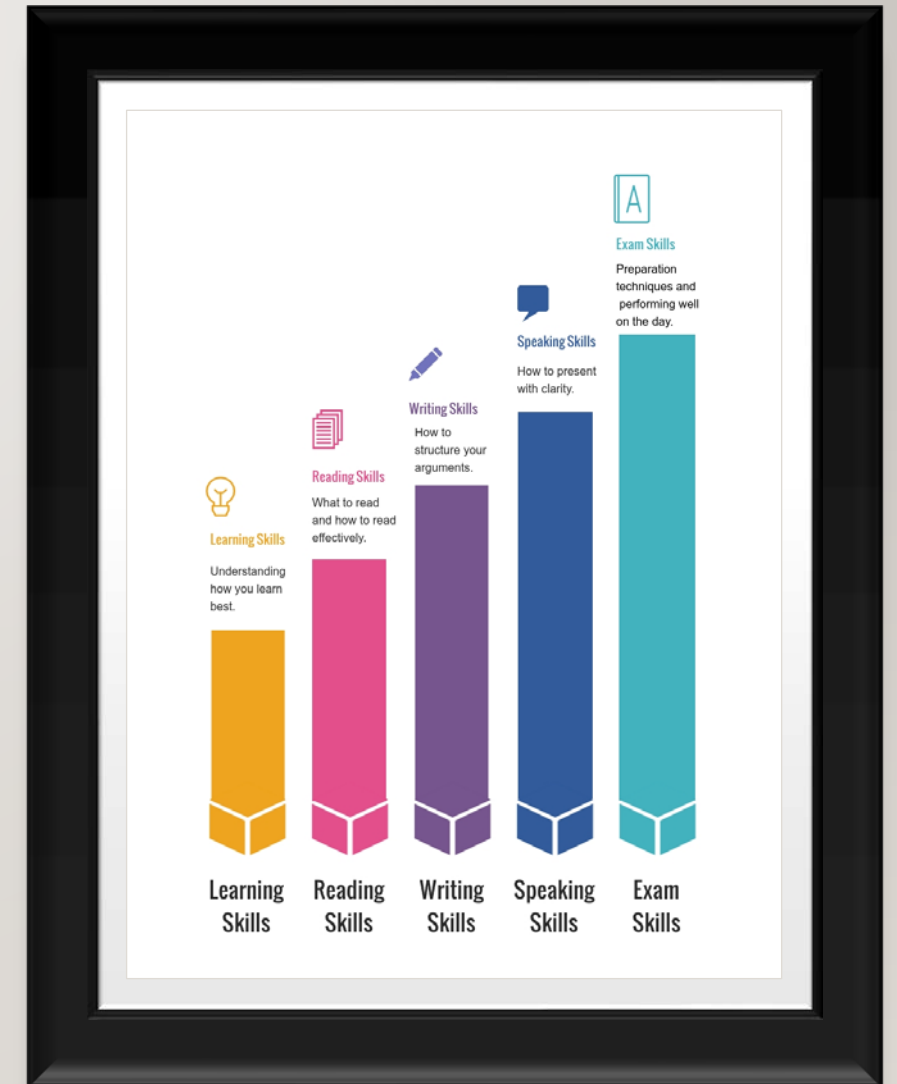 A
Exam Skills
Preparation
techniques and
performing well
on the day.
Speaking Skills
How to present
with clarity.
Writing Skills
How to
structure your
arguments.
Reading Skills
What to read
and how to read
effectively.
Learning Skills
Understanding
how you learn
best.
Learning
Skills
Reading
Skills
Writing
Skills
Speaking
Skills
Exam
Skills